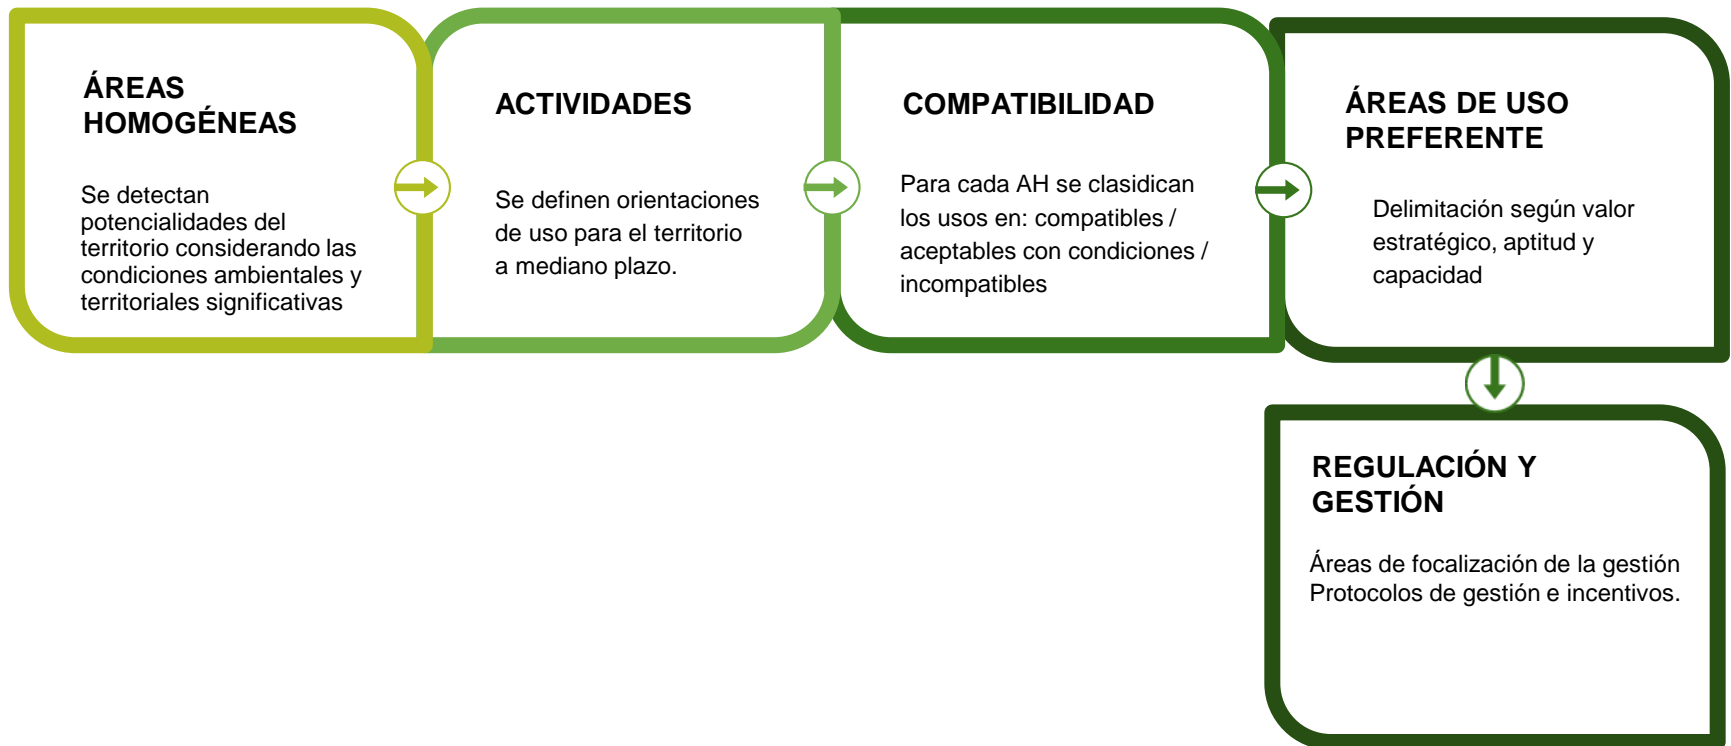 ÁREAS
HOMOGÉNEAS
Se detectan
potencialidades del
territorio considerando las
condiciones ambientales y
territoriales significativas
ACTIVIDADES
Se definen orientaciones
de uso para el territorio
a mediano plazo.
COMPATIBILIDAD
Para cada AH se clasidican
los usos en: compatibles /
aceptables con condiciones /
incompatibles
ÁREAS DE USO
PREFERENTE
Delimitación según valor
estratégico, aptitud y
capacidad
REGULACIÓN Y
GESTIÓN
Áreas de focalización de la gestión
Protocolos de gestión e incentivos.